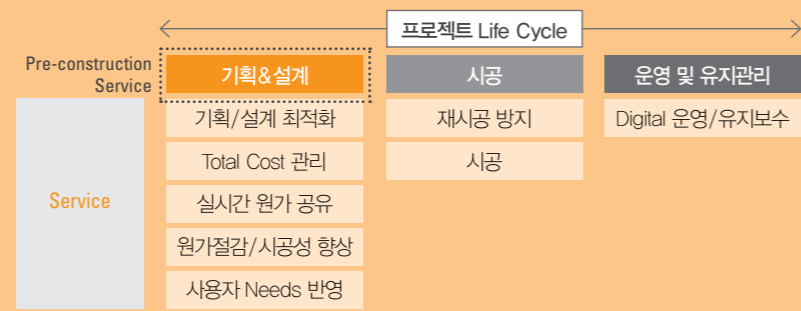 프로젝트 Life Cycle
Pre-construction
Service
기획&설계
시공
운영 및 유지관리
Service
기획/설계 최적화
재시공 방지
Digital 운영/유지보수
Total Cost 관리
시공
실시간 원가 공유
원가절감/시공성 향상
사용자 Needs 반영